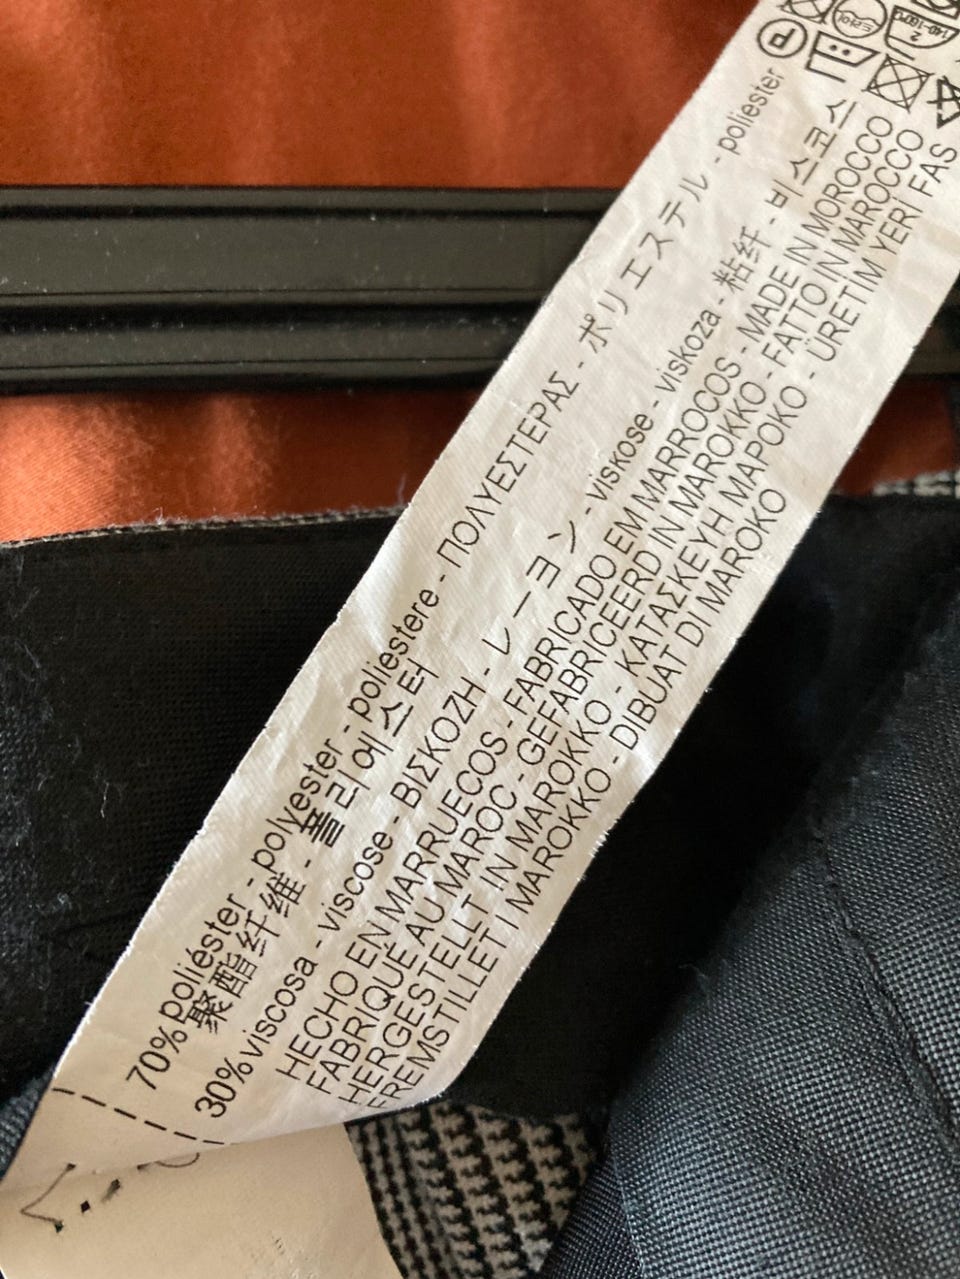 70% poliéster - polyester - poliestere - ΠΟΛΥΕΣΤΕΡΑΣ - ポリエステル - poliester
聚酯纤维 - 폴리에스터
30% viscosa - viscose - ΒΙΣΚΟΖΗ - レーヨン - viskose - viskoza - 粘纤 - 비스코스
HECHO EN MARRUECOS - FABRICADO EM MARROCOS - MADE IN MOROCCO
FABRIQUÉ AU MAROC - GEFABRICEERD IN MAROKKO - FATTO IN MAROCCO
HERGESTELLT IN MAROKKO - ΚΑΤΑΣΚΕΥΗ ΜΑΡΟΚΟ - ÜRETIM YERI FAS
FREMSTILLET I MAROKKO - DIBUAT DI MAROKO